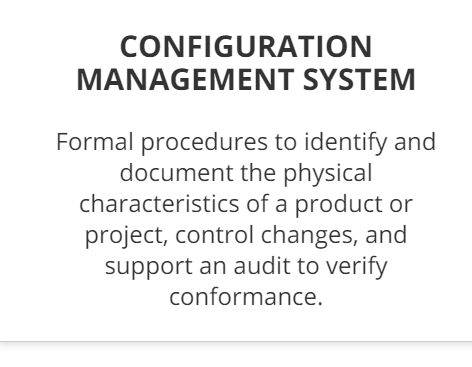 CONFIGURATION
MANAGEMENT SYSTEM
Formal procedures to identify and
document the physical
characteristics of a product or
project, control changes, and
support an audit to verify
conformance.